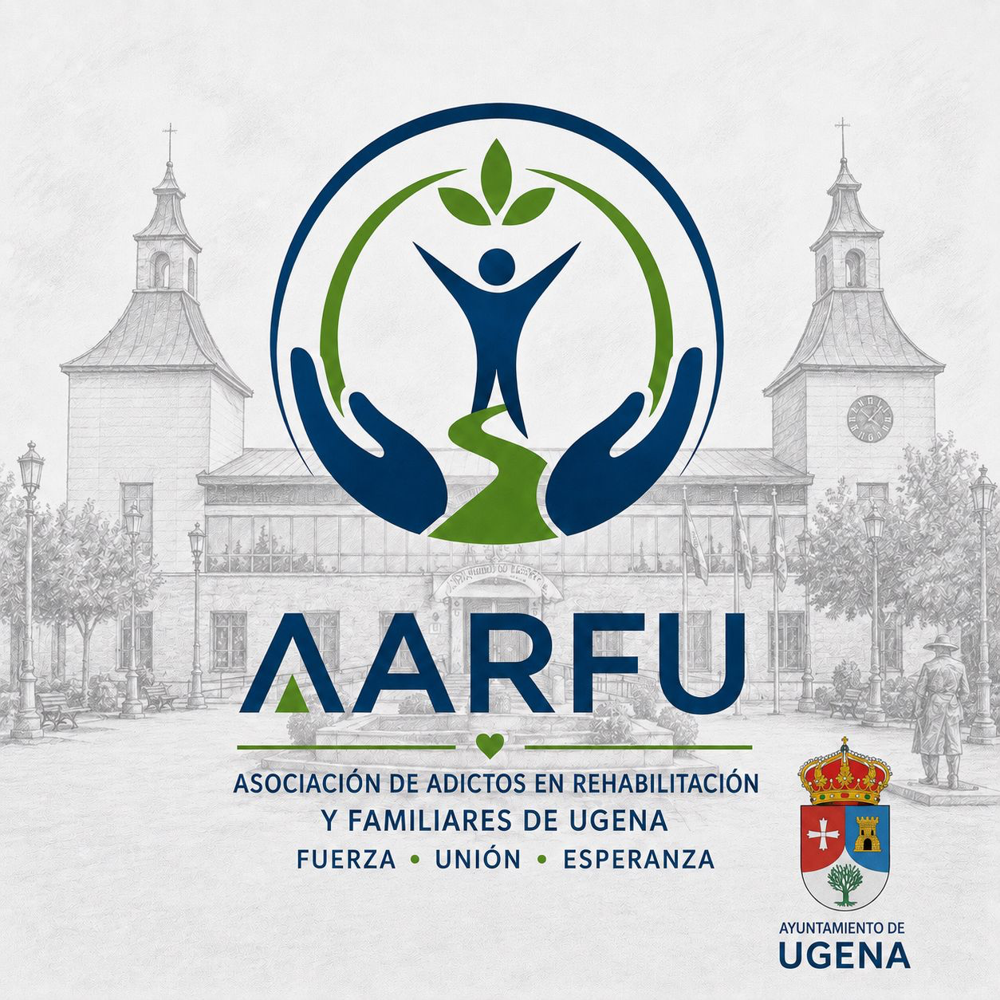 AARFU
ASOCIACIÓN DE ADICTOS EN REHABILITACIÓN
Y FAMILIARES DE UGENA
FUERZA • UNIÓN • ESPERANZA
AYUNTAMIENTO DE
UGENA